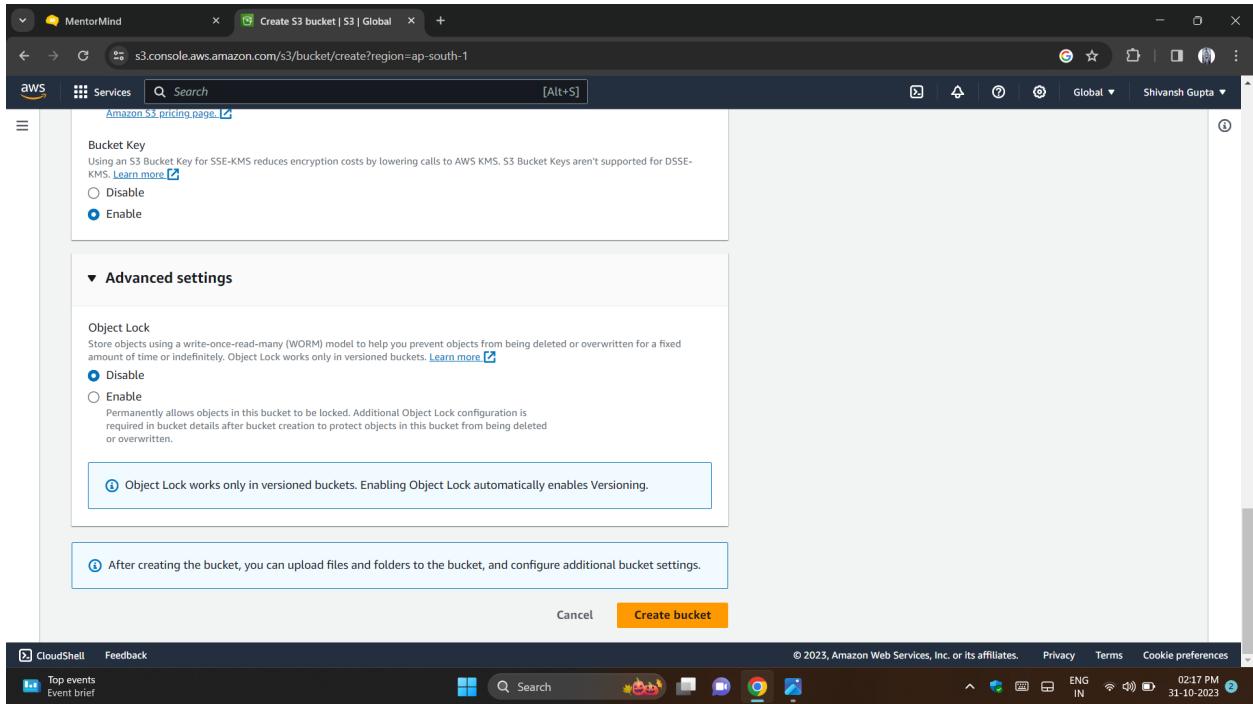 MentorMind
Create S3 bucket | S3 | Global
s3.console.aws.amazon.com/s3/bucket/create?region=ap-south-1
aws
Services
Search
[Alt+S]
Global
Shivansh Gupta
Amazon S3 pricing page.
Bucket Key
Using an S3 Bucket Key for SSE-KMS reduces encryption costs by lowering calls to AWS KMS. S3 Bucket Keys aren't supported for DSSE-
KMS. Learn more
Disable
Enable
Advanced settings
Object Lock
Store objects using a write-once-read-many (WORM) model to help you prevent objects from being deleted or overwritten for a fixed
amount of time or indefinitely. Object Lock works only in versioned buckets. Learn more
Disable
Enable
Permanently allows objects in this bucket to be locked. Additional Object Lock configuration is
required in bucket details after bucket creation to protect objects in this bucket from being deleted
or overwritten.
Object Lock works only in versioned buckets. Enabling Object Lock automatically enables Versioning.
After creating the bucket, you can upload files and folders to the bucket, and configure additional bucket settings.
Cancel
Create bucket
CloudShell
Feedback
© 2023, Amazon Web Services, Inc. or its affiliates.
Privacy
Terms
Cookie preferences
Top events
Event brief
Search
ENG
IN
02:17 PM
31-10-2023
2